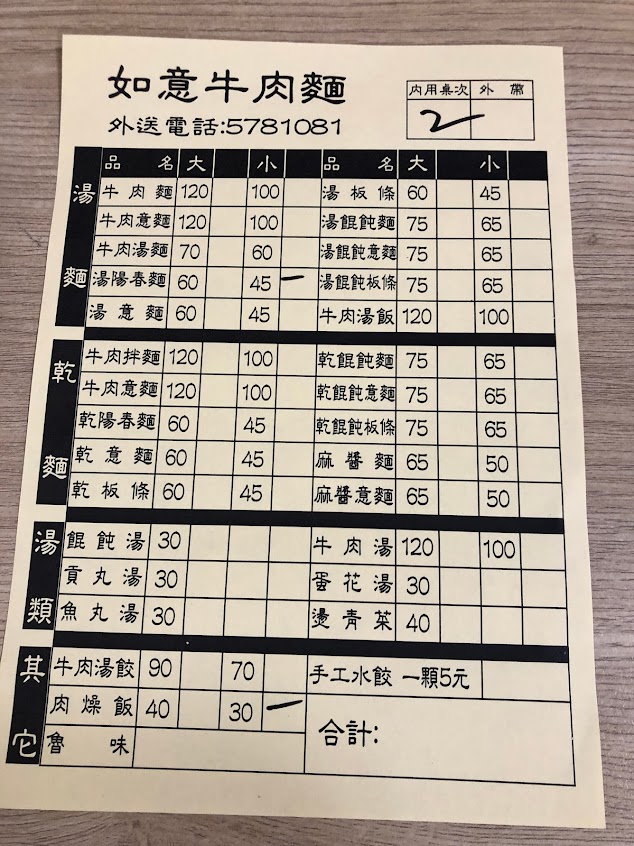 如意牛肉麵
外送電話:5781081
內用桌次 外帶
2
品名 大 小 品名 大 小
湯麵
牛肉麵 120 100 湯板條 60 45
牛肉意麵 120 100 湯餛飩麵 75 65
牛肉湯麵 70 60 湯餛飩意麵 75 65
湯陽春麵 60 45 一 湯餛飩板條 75 65
湯意麵 60 45 牛肉湯飯 120 100
乾麵
牛肉拌麵 120 100 乾餛飩麵 75 65
牛肉意麵 120 100 乾餛飩意麵 75 65
乾陽春麵 60 45 乾餛飩板條 75 65
乾意麵 60 45 麻醬麵 65 50
乾板條 60 45 麻醬意麵 65 50
湯類
餛飩湯 30 牛肉湯 120 100
貢丸湯 30 蛋花湯 30
魚丸湯 30 燙青菜 40
其它
牛肉湯餃 90 70 手工水餃 一顆5元
肉燥飯 40 30 一 合計:
魯味